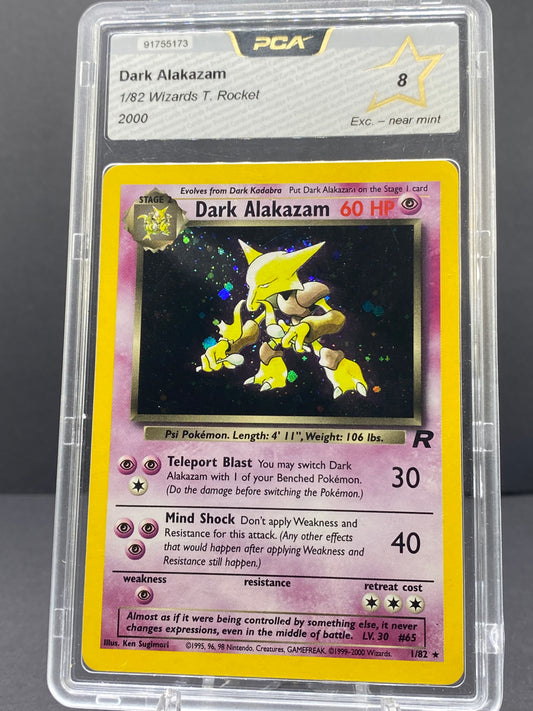 91755173
PCA
Dark Alakazam
1/82 Wizards T. Rocket
2000
8
Exc. – near mint
Evolves from Dark Kadabra Put Dark Alakazam on the Stage 1 card
STAGE 2
Dark Alakazam 60 HP
Psi Pokémon. Length: 4' 11", Weight: 106 lbs.
R
Teleport Blast You may switch Dark
Alakazam with 1 of your Benched Pokémon.
(Do the damage before switching the Pokémon.)
30
Mind Shock Don't apply Weakness and
Resistance for this attack. (Any other effects
that would happen after applying Weakness and
Resistance still happen.)
40
weakness resistance retreat cost
Almost as if it were being controlled by something else, it never
changes expressions, even in the middle of battle. LV. 30 #65
Illus. Ken Sugimori ©1995, 96, 98 Nintendo, Creatures, GAMEFREAK. ©1999-2000 Wizards. 1/82 ★